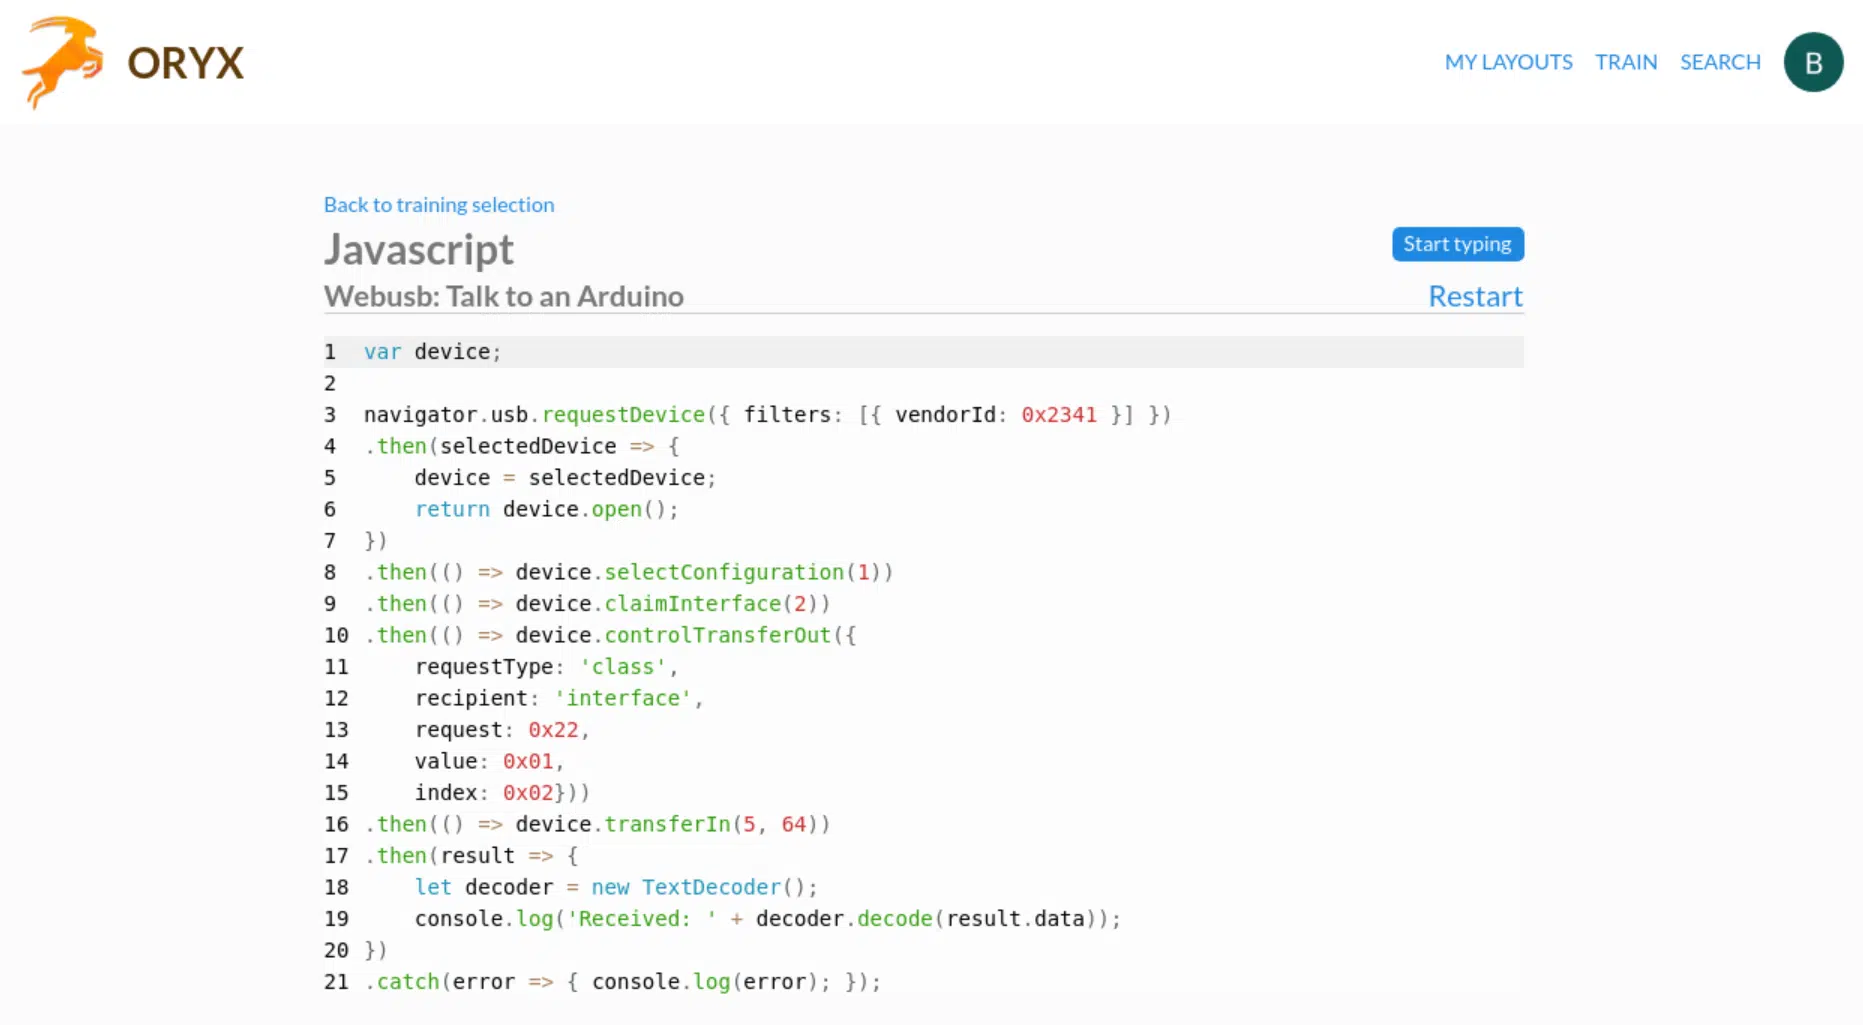 ORYX
MY LAYOUTS TRAIN SEARCH B
Back to training selection
Javascript
Start typing
Webusb: Talk to an Arduino
Restart
1 var device;
2
3 navigator.usb.requestDevice({ filters: [{ vendorId: 0x2341 }] })
4 .then(selectedDevice => {
5     device = selectedDevice;
6     return device.open();
7 })
8 .then(() => device.selectConfiguration(1))
9 .then(() => device.claimInterface(2))
10 .then(() => device.controlTransferOut({
11     requestType: 'class',
12     recipient: 'interface',
13     request: 0x22,
14     value: 0x01,
15     index: 0x02}))
16 .then(() => device.transferIn(5, 64))
17 .then(result => {
18     let decoder = new TextDecoder();
19     console.log('Received: ' + decoder.decode(result.data));
20 })
21 .catch(error => { console.log(error); });